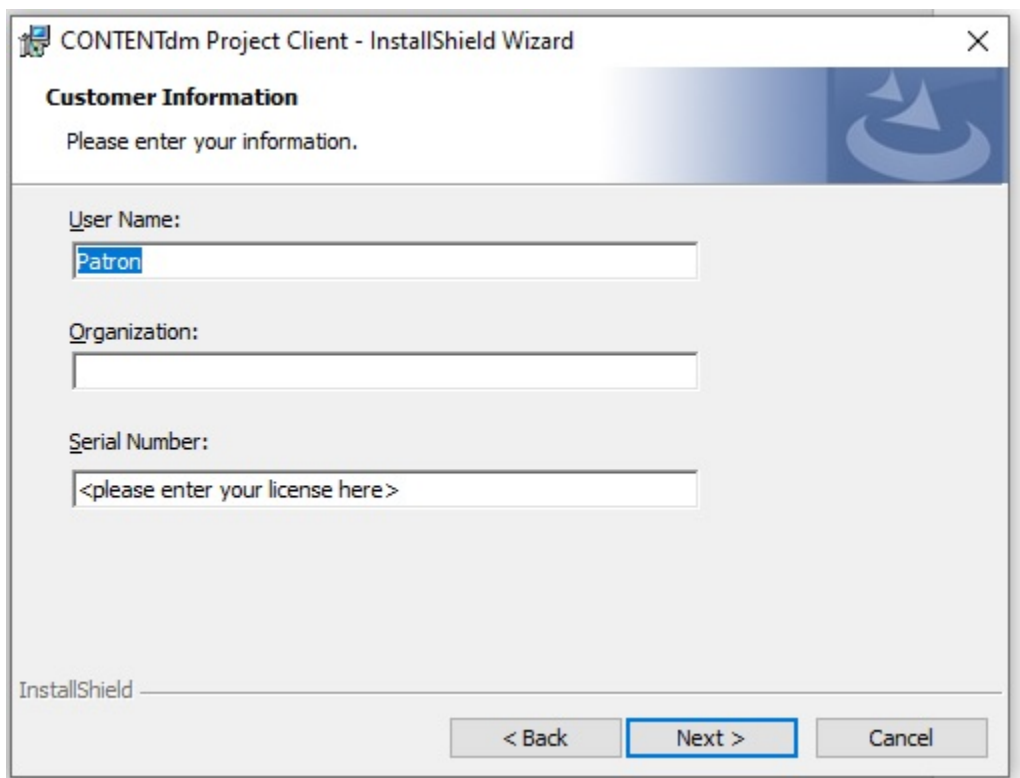 CONTENTdm Project Client - InstallShield Wizard
Customer Information
Please enter your information.
User Name:
Patron
Organization:
Serial Number:
<please enter your license here>
InstallShield
< Back
Next >
Cancel